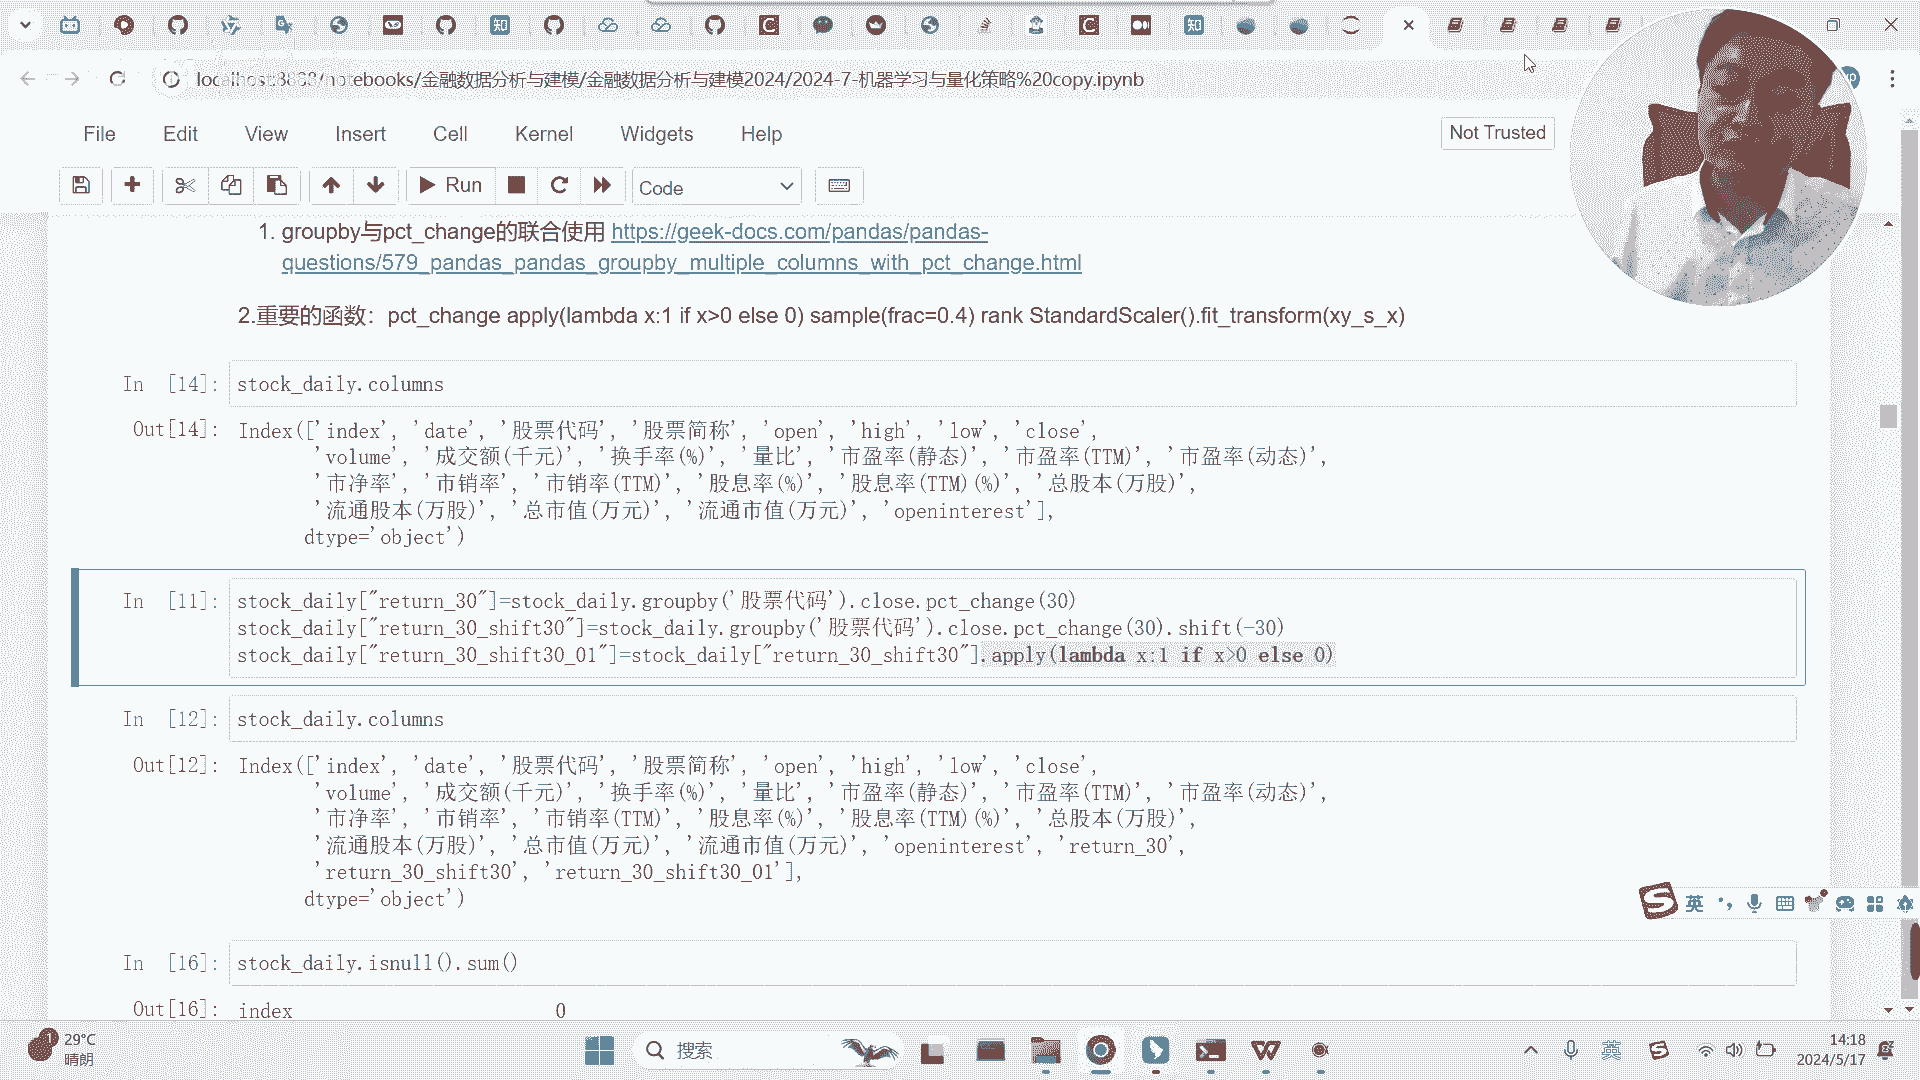 localhost:8888/notebooks/金融数据分析与建模/金融数据分析与建模2024/2024-7-机器学习与量化策略%20copy.ipynb
File Edit View Insert Cell Kernel Widgets Help
Not Trusted
Run
Code
1. groupby与pct_change的联合使用 https://geek-docs.com/pandas/pandas-
questions/579_pandas_pandas_groupby_multiple_columns_with_pct_change.html
2.重要的函数：pct_change apply(lambda x:1 if x>0 else 0) sample(frac=0.4) rank StandardScaler().fit_transform(xy_s_x)
In [14]: stock_daily.columns
Out[14]: Index(['index', 'date', '股票代码', '股票简称', 'open', 'high', 'low', 'close',
'volume', '成交额(千元)', '换手率(%)', '量比', '市盈率(静态)', '市盈率(TTM)', '市盈率(动态)',
'市净率', '市销率', '市销率(TTM)', '股息率(%)', '股息率(TTM)(%)', '总股本(万股)',
'流通股本(万股)', '总市值(万元)', '流通市值(万元)', 'openinterest'],
dtype='object')
In [11]: stock_daily["return_30"]=stock_daily.groupby('股票代码').close.pct_change(30)
stock_daily["return_30_shift30"]=stock_daily.groupby('股票代码').close.pct_change(30).shift(-30)
stock_daily["return_30_shift30_01"]=stock_daily["return_30_shift30"].apply(lambda x:1 if x>0 else 0)
In [12]: stock_daily.columns
Out[12]: Index(['index', 'date', '股票代码', '股票简称', 'open', 'high', 'low', 'close',
'volume', '成交额(千元)', '换手率(%)', '量比', '市盈率(静态)', '市盈率(TTM)', '市盈率(动态)',
'市净率', '市销率', '市销率(TTM)', '股息率(%)', '股息率(TTM)(%)', '总股本(万股)',
'流通股本(万股)', '总市值(万元)', '流通市值(万元)', 'openinterest', 'return_30',
'return_30_shift30', 'return_30_shift30_01'],
dtype='object')
英
In [16]: stock_daily.isnull().sum()
Out[16]: index 0
1 29°C
晴朗
搜索
英
14:18
2024/5/17